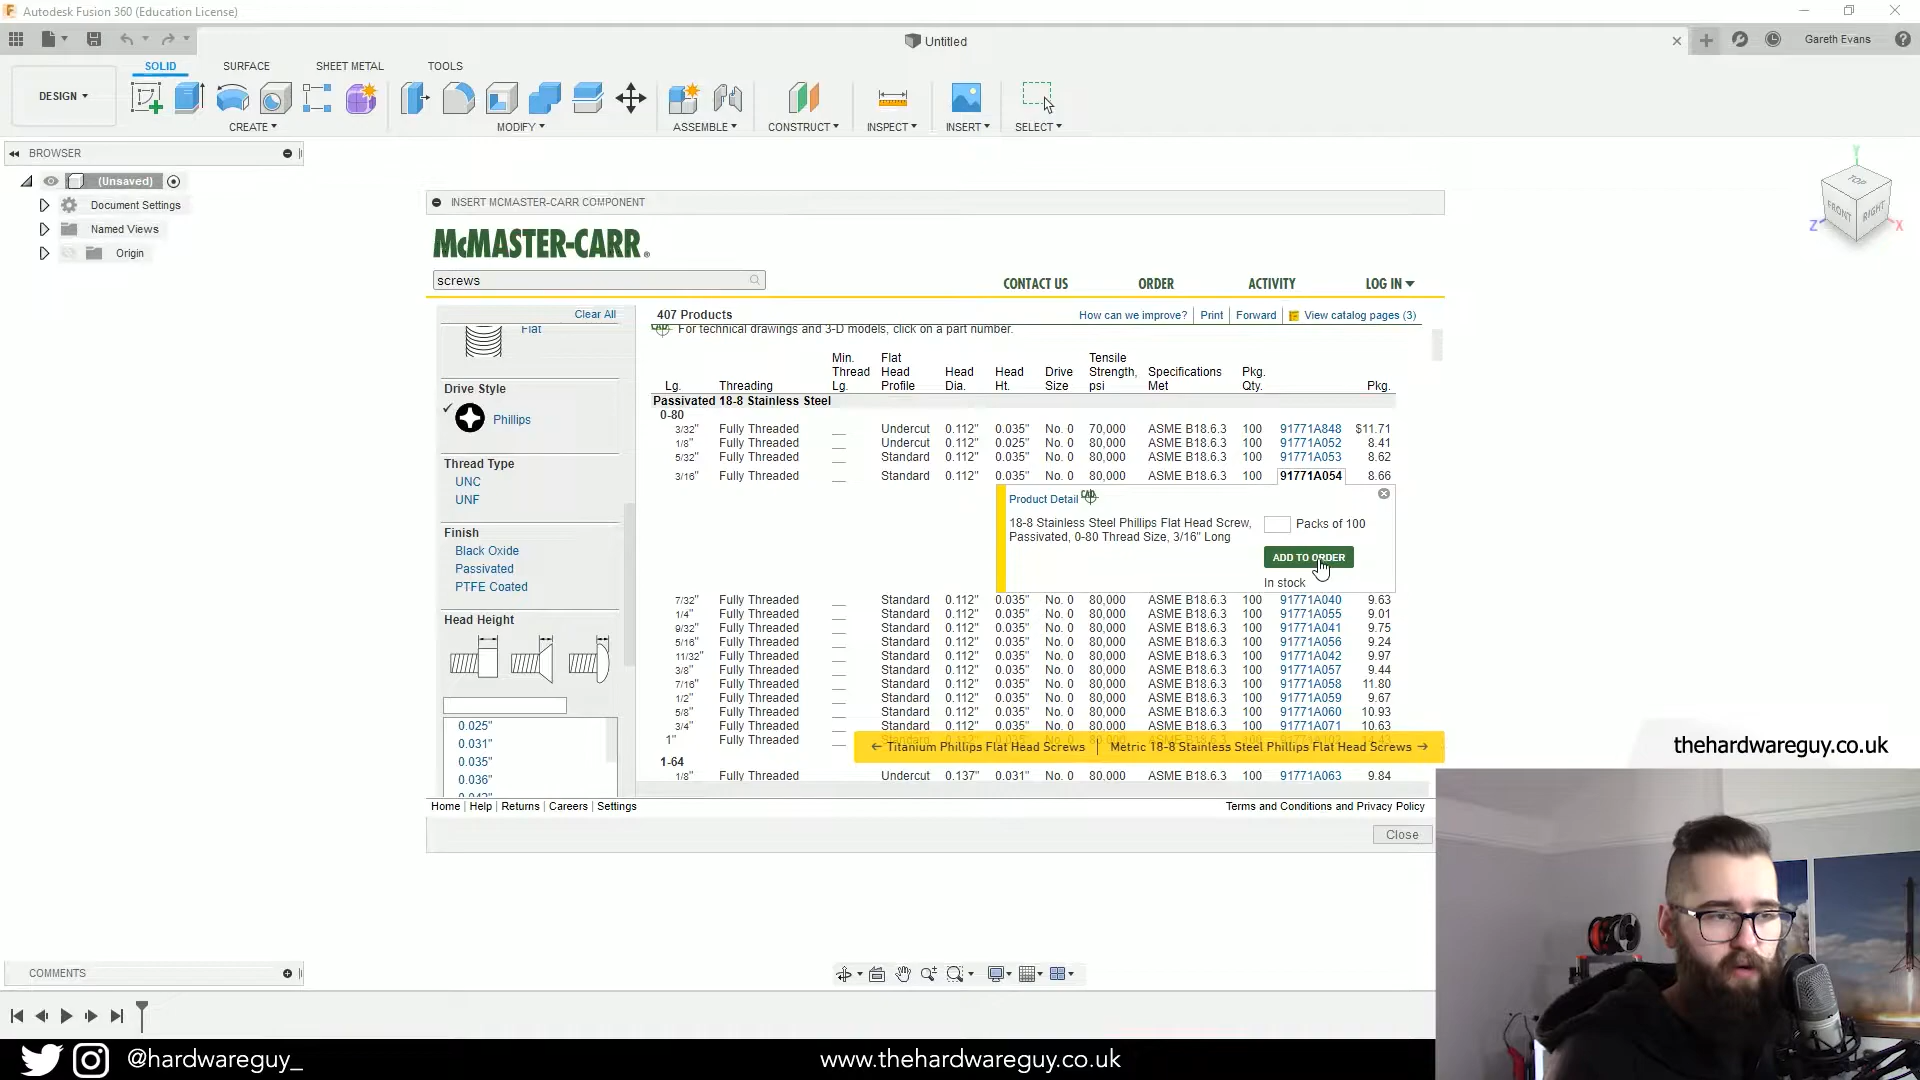 Autodesk Fusion 360 (Education License)
Untitled
Gareth Evans
SOLID
SURFACE
SHEET METAL
TOOLS
DESIGN
CREATE
MODIFY
ASSEMBLE
CONSTRUCT
INSPECT
INSERT
SELECT
BROWSER
(Unsaved)
Document Settings
Named Views
Origin
TOP
FRONT
RIGHT
Y
Z
X
INSERT MCMASTER-CARR COMPONENT
McMASTER-CARR®
screws
CONTACT US
ORDER
ACTIVITY
LOG IN
Clear All
Flat
Drive Style
Phillips
Thread Type
UNC
UNF
Finish
Black Oxide
Passivated
PTFE Coated
Head Height
0.025"
0.031"
0.035"
0.036"
407 Products
How can we improve? Print Forward View catalog pages (3)
For technical drawings and 3-D models, click on a part number.
Lg. Threading Min. Thread Lg. Flat Head Profile Head Dia. Head Ht. Drive Size Tensile Strength, psi Specifications Met Pkg. Qty. Pkg.
Passivated 18-8 Stainless Steel
0-80
3/32" Fully Threaded __ Undercut 0.112" 0.035" No. 0 70,000 ASME B18.6.3 100 91771A848 $11.71
1/8" Fully Threaded __ Undercut 0.112" 0.025" No. 0 80,000 ASME B18.6.3 100 91771A052 8.41
5/32" Fully Threaded __ Standard 0.112" 0.035" No. 0 80,000 ASME B18.6.3 100 91771A053 8.62
3/16" Fully Threaded __ Standard 0.112" 0.035" No. 0 80,000 ASME B18.6.3 100 91771A054 8.66
Product Detail CAD
18-8 Stainless Steel Phillips Flat Head Screw,
Passivated, 0-80 Thread Size, 3/16" Long
Packs of 100
ADD TO ORDER
In stock
7/32" Fully Threaded __ Standard 0.112" 0.035" No. 0 80,000 ASME B18.6.3 100 91771A040 9.63
1/4" Fully Threaded __ Standard 0.112" 0.035" No. 0 80,000 ASME B18.6.3 100 91771A055 9.01
9/32" Fully Threaded __ Standard 0.112" 0.035" No. 0 80,000 ASME B18.6.3 100 91771A041 9.75
5/16" Fully Threaded __ Standard 0.112" 0.035" No. 0 80,000 ASME B18.6.3 100 91771A056 9.24
11/32" Fully Threaded __ Standard 0.112" 0.035" No. 0 80,000 ASME B18.6.3 100 91771A042 9.97
3/8" Fully Threaded __ Standard 0.112" 0.035" No. 0 80,000 ASME B18.6.3 100 91771A057 9.44
7/16" Fully Threaded __ Standard 0.112" 0.035" No. 0 80,000 ASME B18.6.3 100 91771A058 11.80
1/2" Fully Threaded __ Standard 0.112" 0.035" No. 0 80,000 ASME B18.6.3 100 91771A059 9.67
5/8" Fully Threaded __ Standard 0.112" 0.035" No. 0 80,000 ASME B18.6.3 100 91771A060 10.93
3/4" Fully Threaded __ Standard 0.112" 0.035" No. 0 80,000 ASME B18.6.3 100 91771A071 10.63
1" Fully Threaded __
← Titanium Phillips Flat Head Screws | Metric 18-8 Stainless Steel Phillips Flat Head Screws →
1-64
1/8" Fully Threaded __ Undercut 0.137" 0.031" No. 0 80,000 ASME B18.6.3 100 91771A063 9.84
Home | Help | Returns | Careers | Settings
Terms and Conditions and Privacy Policy
Close
thehardwareguy.co.uk
COMMENTS
@hardwareguy_
www.thehardwareguy.co.uk